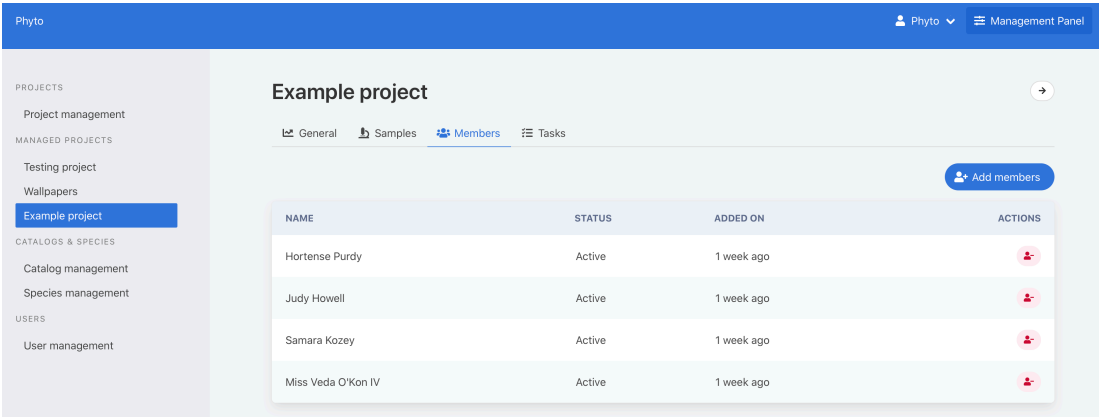 Phyto
Phyto
Management Panel
PROJECTS
Project management
MANAGED PROJECTS
Testing project
Wallpapers
Example project
CATALOGS & SPECIES
Catalog management
Species management
USERS
User management
Example project
General Samples Members Tasks
Add members
NAME STATUS ADDED ON ACTIONS
Hortense Purdy Active 1 week ago
Judy Howell Active 1 week ago
Samara Kozey Active 1 week ago
Miss Veda O'Kon IV Active 1 week ago